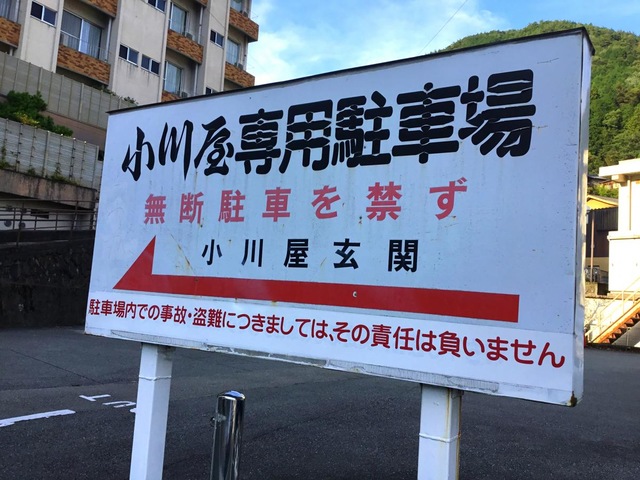 小川屋専用駐車場
無断駐車を禁ず
小川屋玄関
駐車場内での事故・盗難につきましては、その責任は負いません